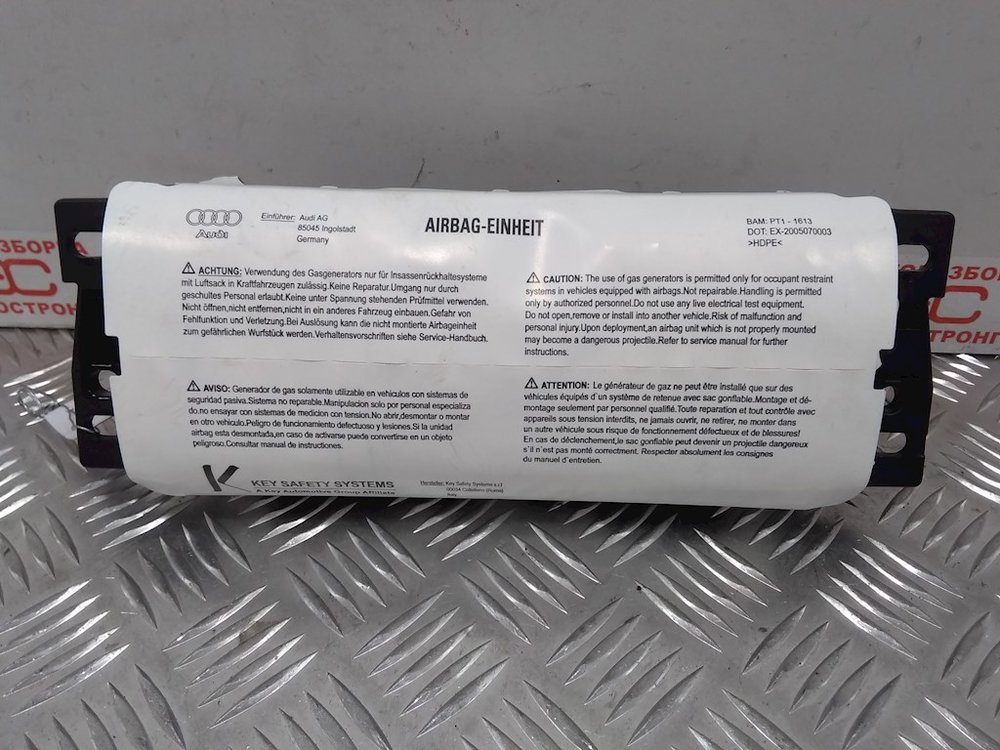 Audi
Einführer: Audi AG
85045 Ingolstadt
Germany
AIRBAG-EINHEIT
BAM: PT1 - 1613
DOT: EX-2005070003
>HDPE<
ACHTUNG: Verwendung des Gasgenerators nur für Insassenrückhaltesysteme
mit Luftsack in Kraftfahrzeugen zulässig.Keine Reparatur.Umgang nur durch
geschultes Personal erlaubt.Keine unter Spannung stehenden Prüfmittel verwenden.
Nicht öffnen,nicht entfernen,nicht in ein anderes Fahrzeug einbauen.Gefahr von
Fehlfunktion und Verletzung.Bei Auslösung kann die nicht montierte Airbageinheit
zum gefährlichen Wurfstück werden.Verhaltensvorschriften siehe Service-Handbuch.
CAUTION: The use of gas generators is permitted only for occupant restraint
systems in vehicles equipped with airbags.Not repairable.Handling is permitted
only by authorized personnel.Do not use any live electrical test equipment.
Do not open,remove or install into another vehicle.Risk of malfunction and
personal injury.Upon deployment,an airbag unit which is not properly mounted
may become a dangerous projectile.Refer to service manual for further
instructions.
AVISO: Generador de gas solamente utilizable en vehiculos con sistemas de
seguridad pasiva.Sistema no reparable.Manipulacion solo por personal especializa
do.no ensayar con sistemas de medicion con tension.No abrir,desmontar o montar
en otro vehiculo.Peligro de funcionamiento defectuoso y lesiones.Si la unidad
airbag esta desmontada,en caso de activarse puede convertirse en un objeto
peligroso.Consultar manual de instrucciones.
ATTENTION: Le générateur de gaz ne peut être installé que sur des
véhicules équipés d'un système de retenue avec sac gonflable.Montage et dé-
montage seulement par personnel qualifié.Toute reparation et tout contrôle avec
appareils sous tension interdits, ne jamais ouvrir, ne retirer, ne monter dans
un autre véhicule sous risque de fonctionnement défectueux et de blessures!
En cas de déclenchement,le sac gonflable peut devenir un projectile dangereux
s'il n'est pas monté correctment. Respecter absolument les consignes
du manuel d'entretien.
KEY SAFETY SYSTEMS
A Key Automotive Group Affiliate
Hersteller: Key Safety Systems s.r.l
00034 Colleferro (Roma)
Italy
ЗБОРКА
ОСТРОНГ
РАЗБОР
ОСТРОНГ